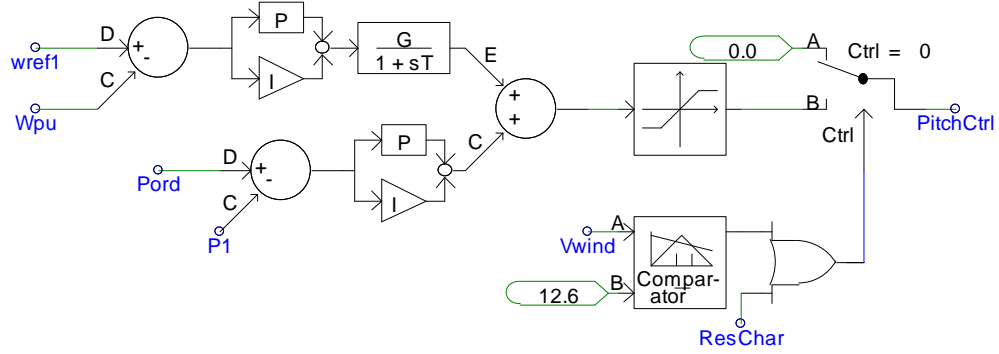 wref1
D
+
-
C
Wpu
P
I
G
1 + sT
E
+
+
C
Pord
D
+
-
C
P1
P
I
0.0
A
Ctrl = 0
B
Ctrl
PitchCtrl
Vwind
A
12.6
B
Compar-
ator
ResChar